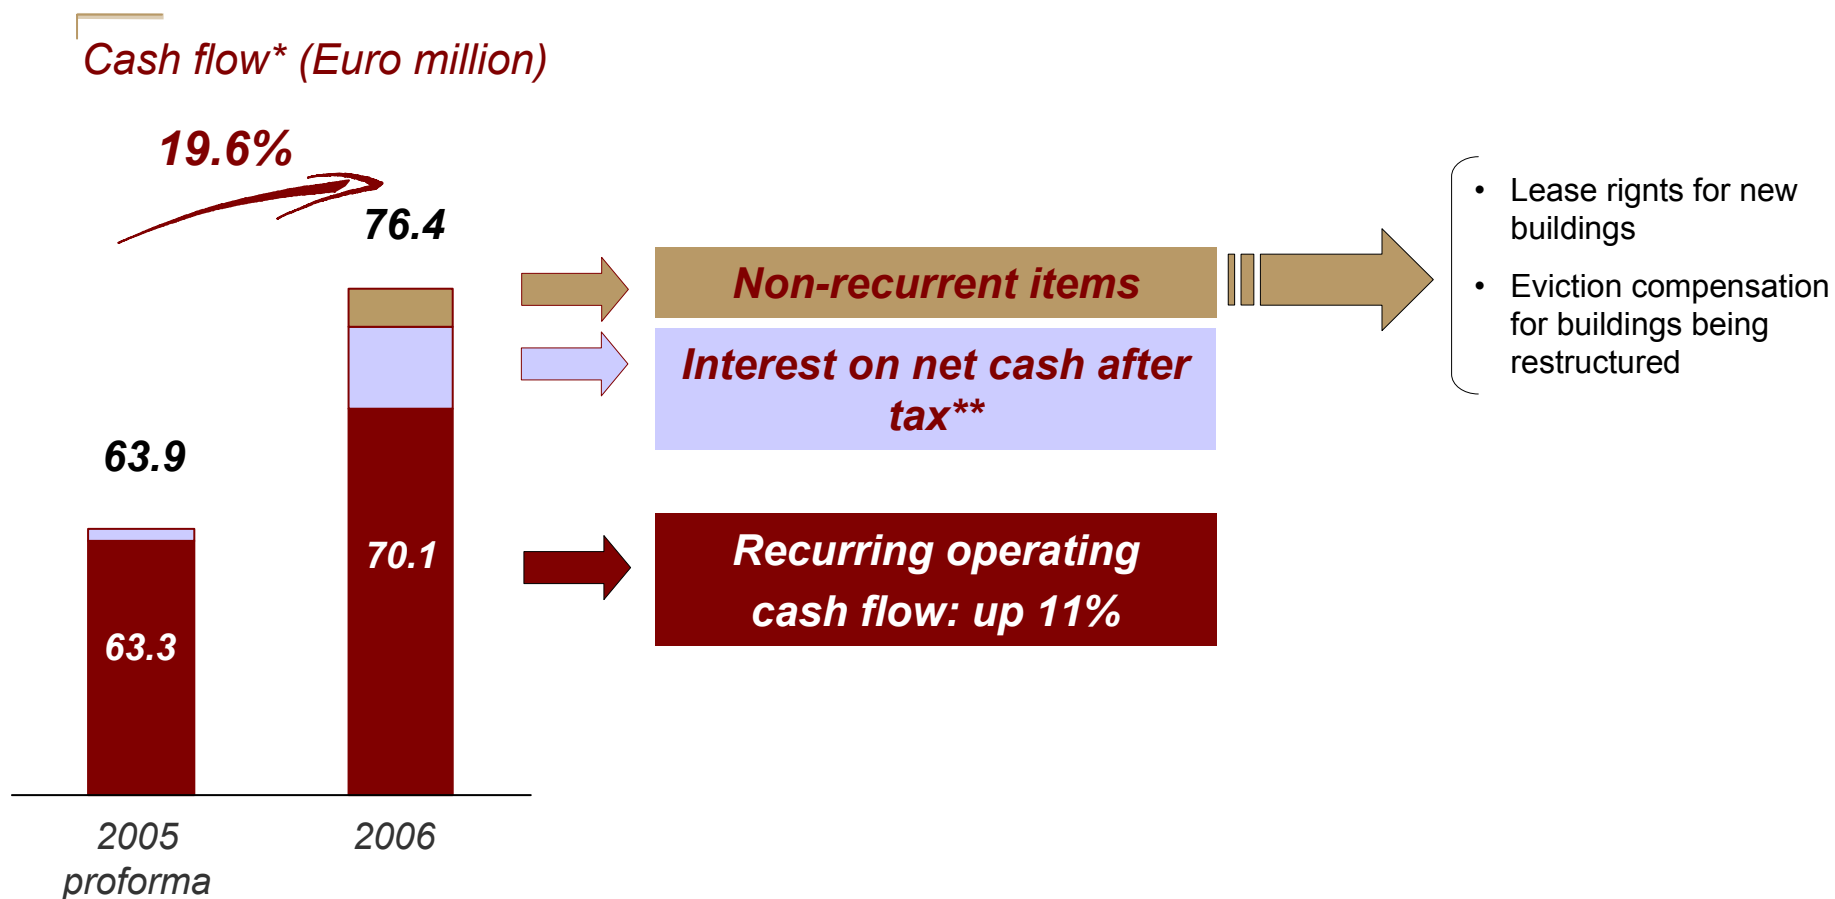 Cash flow* (Euro million)
19.6%
76.4
63.9
70.1
63.3
2005
proforma
2006
Non-recurrent items
Interest on net cash after
tax**
Recurring operating
cash flow: up 11%
• Lease rignts for new
buildings
• Eviction compensation
for buildings being
restructured